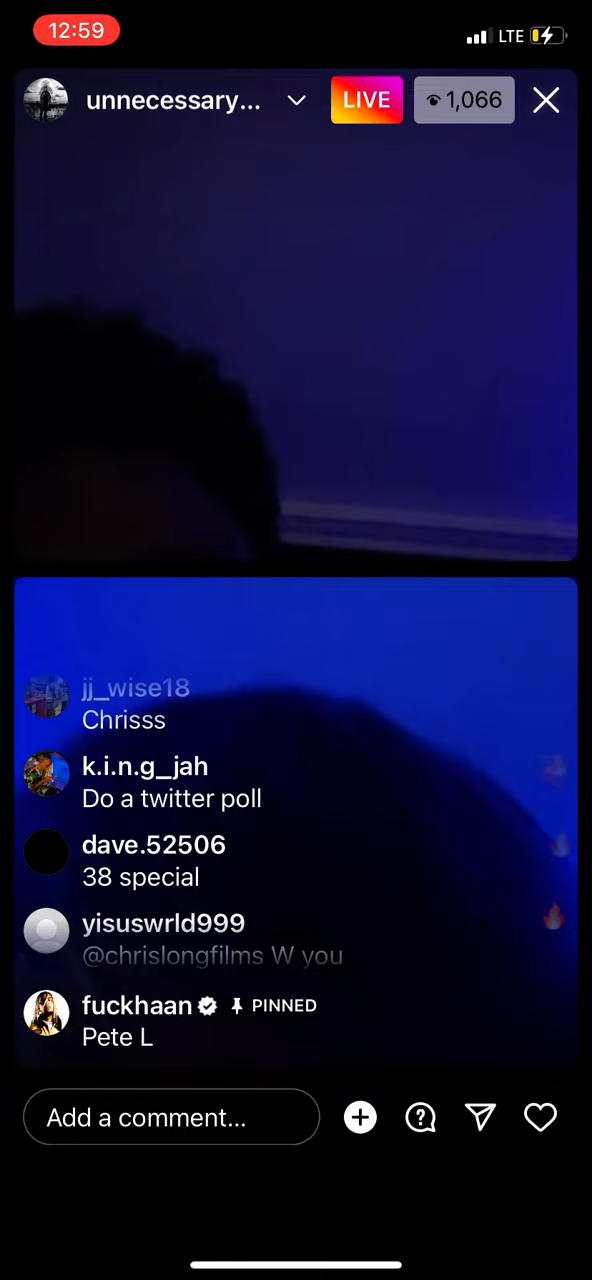 12:59
LTE
unnecessary...
LIVE
1,066
jj_wise18
Chrisss
k.i.n.g_jah
Do a twitter poll
dave.52506
38 special
yisuswrld999
@chrislongfilms W you
fuckhaan PINNED
Pete L
Add a comment...